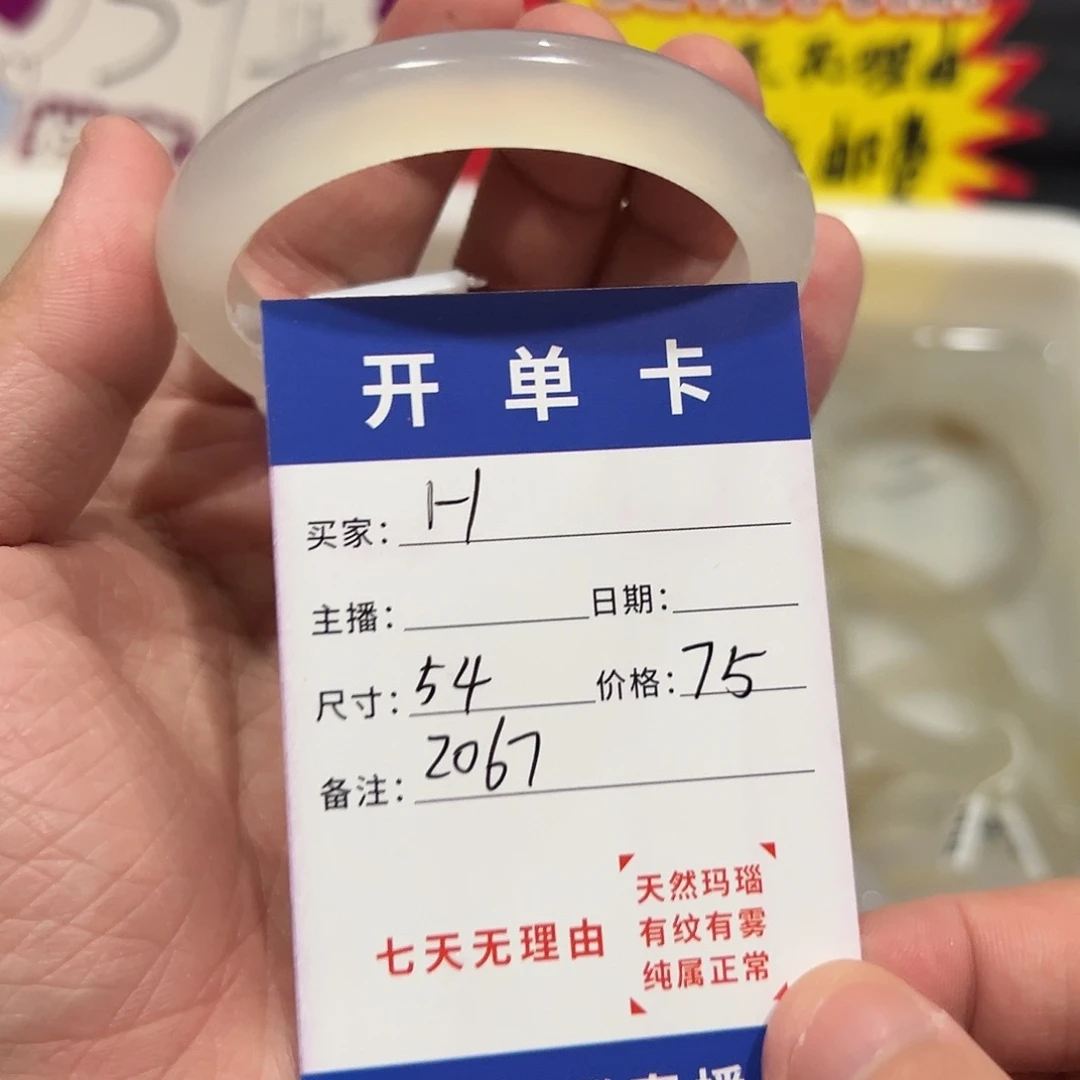 开单卡
买家：H
主播： 日期：
尺寸：54 价格：75
备注：2067
七天无理由
天然玛瑙
有纹有雾
纯属正常